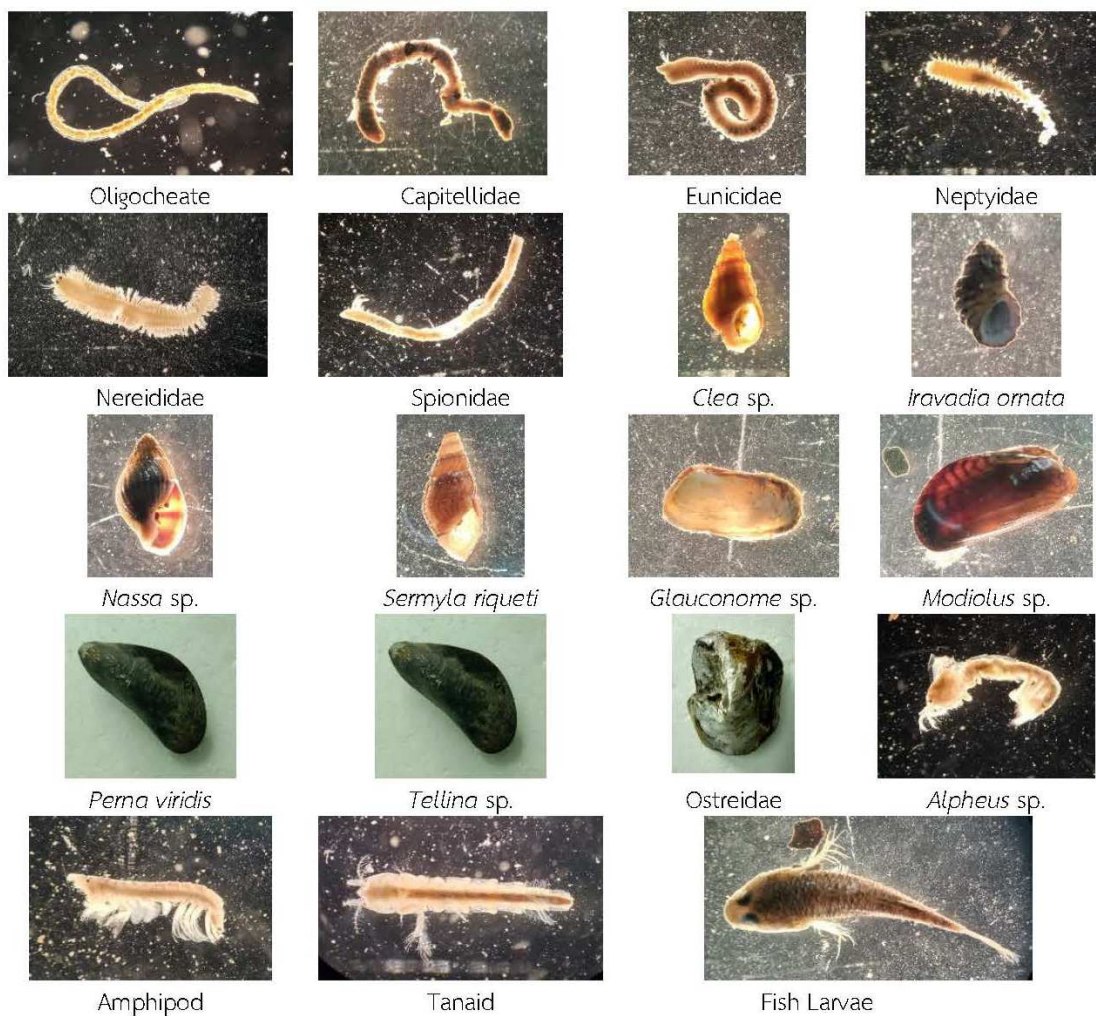 Oligocheate Capitellidae Eunicidae Neptyidae
Nereididae Spionidae Clea sp. Iravadia ornata
Nassa sp. Sermyla riqueti Glauconome sp. Modiolus sp.
Perna viridis Tellina sp. Ostreidae Alpheus sp.
Amphipod Tanaid Fish Larvae